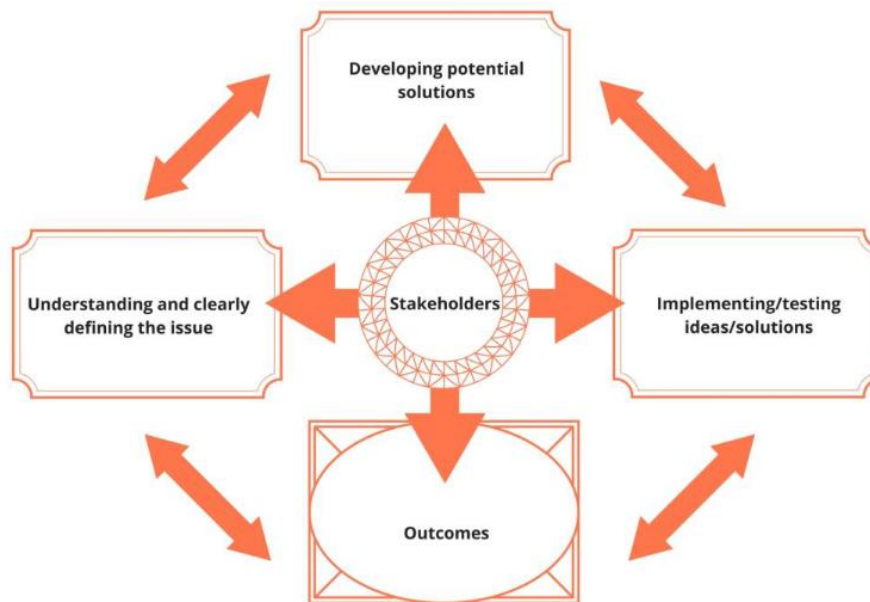 Developing potential
solutions
Understanding and clearly
defining the issue
Stakeholders
Implementing/testing
ideas/solutions
Outcomes